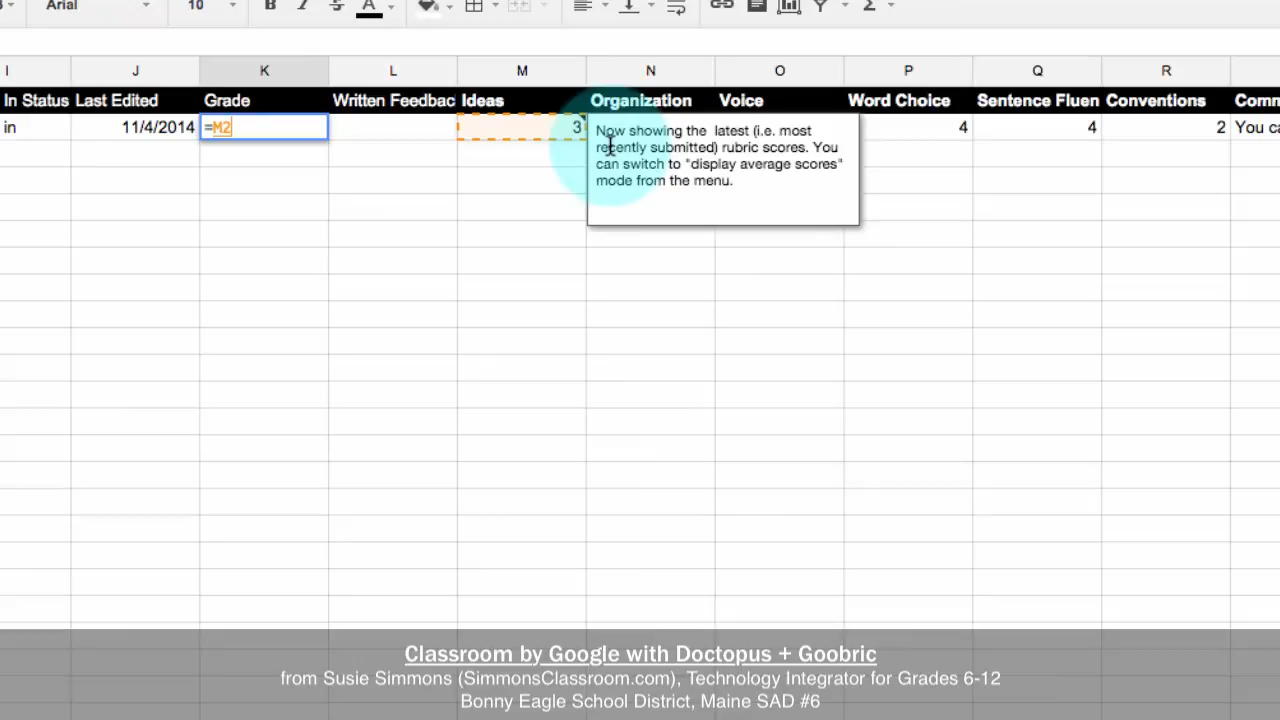 Arial 10 B I S A Σ
I J K L M N O P Q R
In Status Last Edited Grade Written Feedbac Ideas Organization Voice Word Choice Sentence Fluen Conventions Comm
in 11/4/2014 =M2 3 4 4 2 You ca
Now showing the latest (i.e. most
recently submitted) rubric scores. You
can switch to "display average scores"
mode from the menu.
Classroom by Google with Doctopus + Goobric
from Susie Simmons (SimmonsClassroom.com), Technology Integrator for Grades 6-12
Bonny Eagle School District, Maine SAD #6